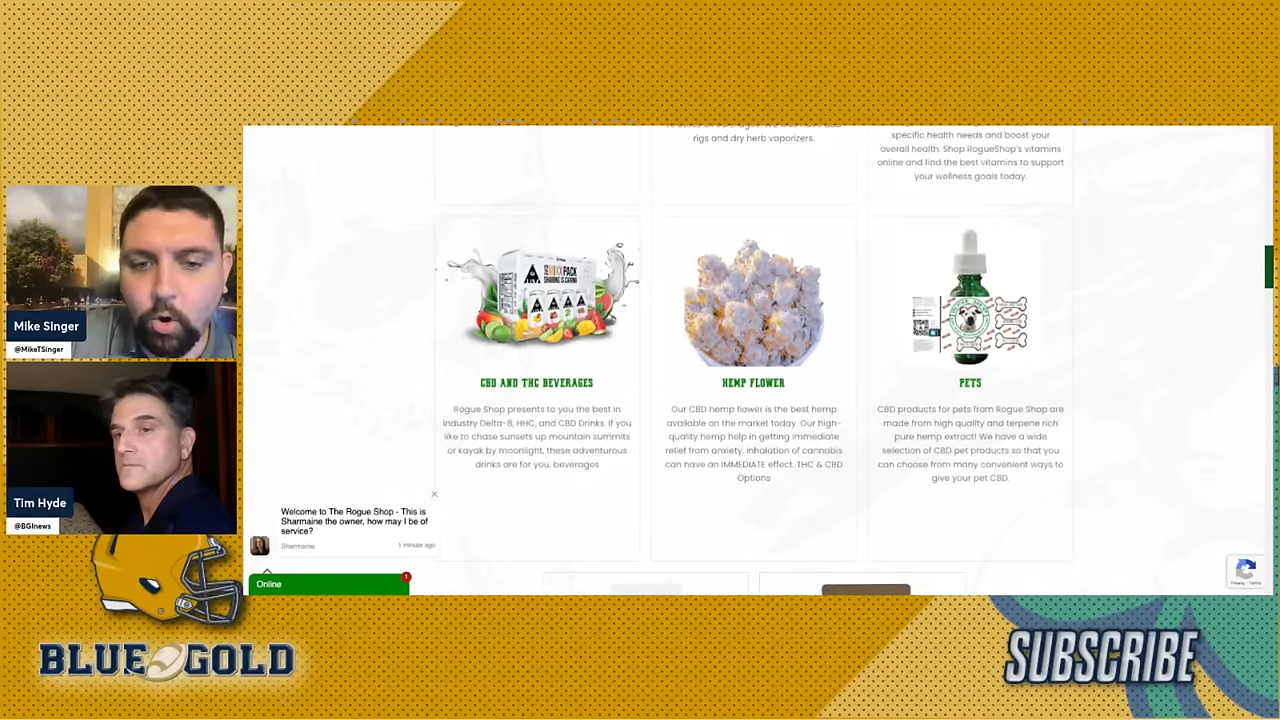 rigs and dry herb vaporizers.
specific health needs and boost your
overall health. Shop RogueShop's vitamins
online and find the best vitamins to support
your wellness goals today.
Mike Singer
@MikeTSinger
Tim Hyde
@BGInews
PACK
SHARING IS CARING
CBD AND THC BEVERAGES
Rogue Shop presents to you the best in
industry Delta-8, HHC, and CBD Drinks. If you
like to chase sunsets up mountain summits
or kayak by moonlight, these adventurous
drinks are for you. beverages
HEMP FLOWER
Our CBD hemp flower is the best hemp
available on the market today. Our high-
quality hemp help in getting immediate
relief from anxiety. Inhalation of cannabis
can have an IMMEDIATE effect. THC & CBD
Options
PETS
CBD products for pets from Rogue Shop are
made from high quality and terpene rich
pure hemp extract! We have a wide
selection of CBD pet products so that you
can choose from many convenient ways to
give your pet CBD.
Welcome to The Rogue Shop - This is
Sharmaine the owner, how may I be of
service?
Sharmaine
1 minute ago
Online
1
Privacy - Terms
BLUE GOLD
SUBSCRIBE